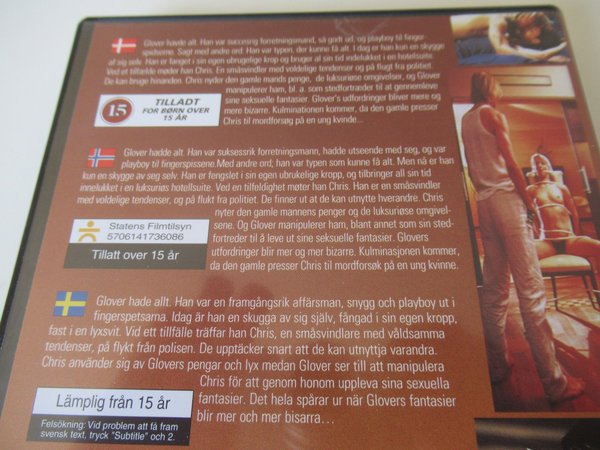 Glover havde alt. Han var succesrig forretningsmand, så godt ud, og playboy til finger-
spidserne. Sagt med andre ord: Han var typen, der kunne få alt. I dag er han kun en skygge
af sig selv. Han er fanget i sin egen ubrugelige krop og bruger al sin tid indelukket i en hotelsuite.
Ved et tilfælde møder han Chris. En småsvindler med voldelige tendenser og på flugt fra politiet.
De kan bruge hinanden. Chris nyder den gamle mands penge, de luksuriøse omgivelser, og Glover
manipulerer ham, bl. a. som stedfortræder til at gennemleve
sine seksuelle fantasier. Glover's udfordringer bliver mere og
mere bizarre. Kulminationen kommer, da den gamle presser
Chris til mordforsøg på en ung kvinde...
15
TILLADT
FOR BØRN OVER
15 ÅR
Glover hadde alt. Han var suksessrik forretningsmann, hadde utseende med seg, og var
playboy til fingerspissene.Med andre ord; han var typen som kunne få alt. Men nå er han
kun en skygge av seg selv. Han er fengslet i sin egen ubrukelige kropp, og tilbringer all sin tid
innelukket i en luksuriøs hotellsuite. Ved en tilfeldighet møter han Chris. Han er en småsvindler
med voldelige tendenser, og på flukt fra politiet. De finner ut at de kan utnytte hverandre. Chris
nyter den gamle mannens penger og de luksuriøse omgivel-
sene. Og Glover manipulerer ham, blant annet som sin sted-
fortreder til å leve ut sine seksuelle fantasier. Glovers
utfordringer blir mer og mer bizarre. Kulminasjonen kommer,
da den gamle presser Chris til mordforsøk på en ung kvinne.
Statens Filmtilsyn
5706141736086
Tillatt over 15 år
Glover hade allt. Han var en framgångsrik affärsman, snygg och playboy ut i
fingerspetsarna. Idag är han en skugga av sig själv, fångad i sin egen kropp,
fast i en lyxsvit. Vid ett tillfälle träffar han Chris, en småsvindlare med våldsamma
tendenser, på flykt från polisen. De upptäcker snart att de kan utnyttja varandra.
Chris använder sig av Glovers pengar och lyx medan Glover ser till att manipulera
Chris för att genom honom uppleva sina sexuella
fantasier. Det hela spårar ur när Glovers fantasier
blir mer och mer bisarra...
Lämplig från 15 år
Felsökning: Vid problem att få fram
svensk text, tryck "Subtitle" och 2.